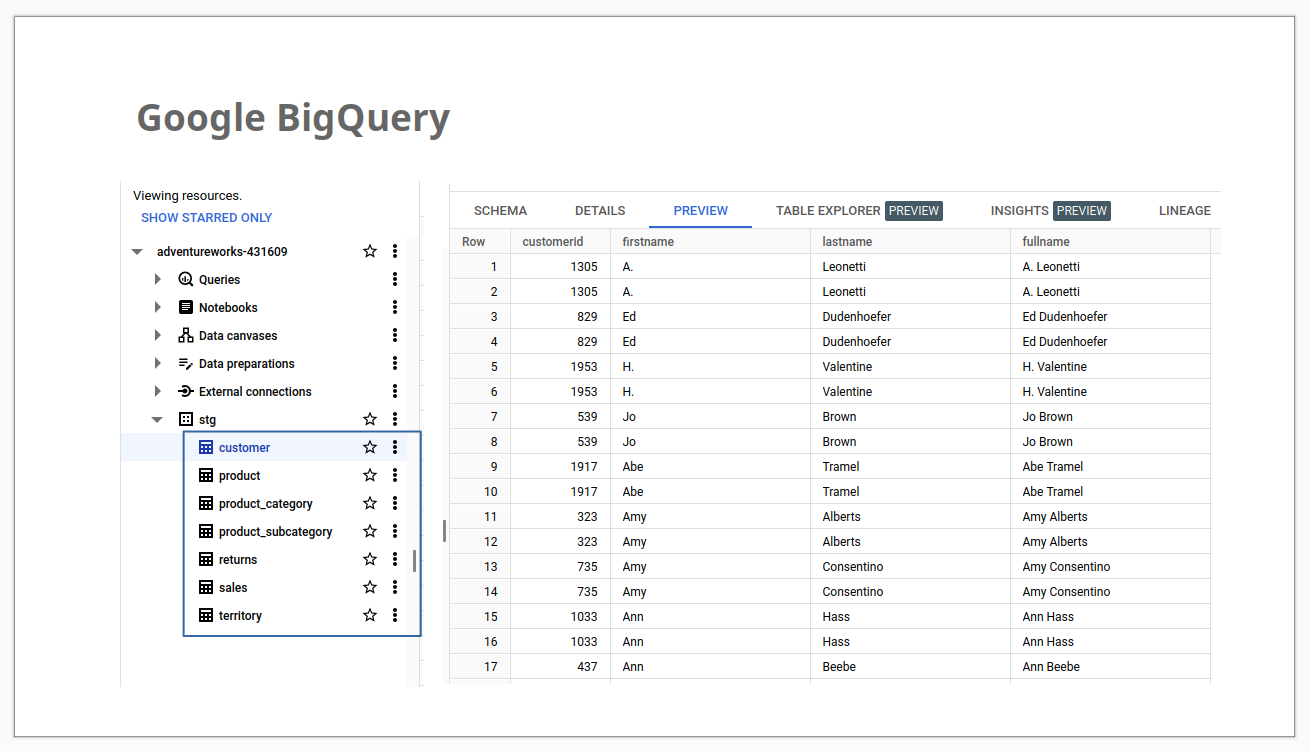 Google BigQuery
Viewing resources.
SHOW STARRED ONLY
adventureworks-431609
Queries
Notebooks
Data canvases
Data preparations
External connections
stg
customer
product
product_category
product_subcategory
returns
sales
territory
SCHEMA DETAILS PREVIEW TABLE EXPLORER PREVIEW INSIGHTS PREVIEW LINEAGE
Row customerid firstname lastname fullname
1 1305 A. Leonetti A. Leonetti
2 1305 A. Leonetti A. Leonetti
3 829 Ed Dudenhoefer Ed Dudenhoefer
4 829 Ed Dudenhoefer Ed Dudenhoefer
5 1953 H. Valentine H. Valentine
6 1953 H. Valentine H. Valentine
7 539 Jo Brown Jo Brown
8 539 Jo Brown Jo Brown
9 1917 Abe Tramel Abe Tramel
10 1917 Abe Tramel Abe Tramel
11 323 Amy Alberts Amy Alberts
12 323 Amy Alberts Amy Alberts
13 735 Amy Consentino Amy Consentino
14 735 Amy Consentino Amy Consentino
15 1033 Ann Hass Ann Hass
16 1033 Ann Hass Ann Hass
17 437 Ann Beebe Ann Beebe